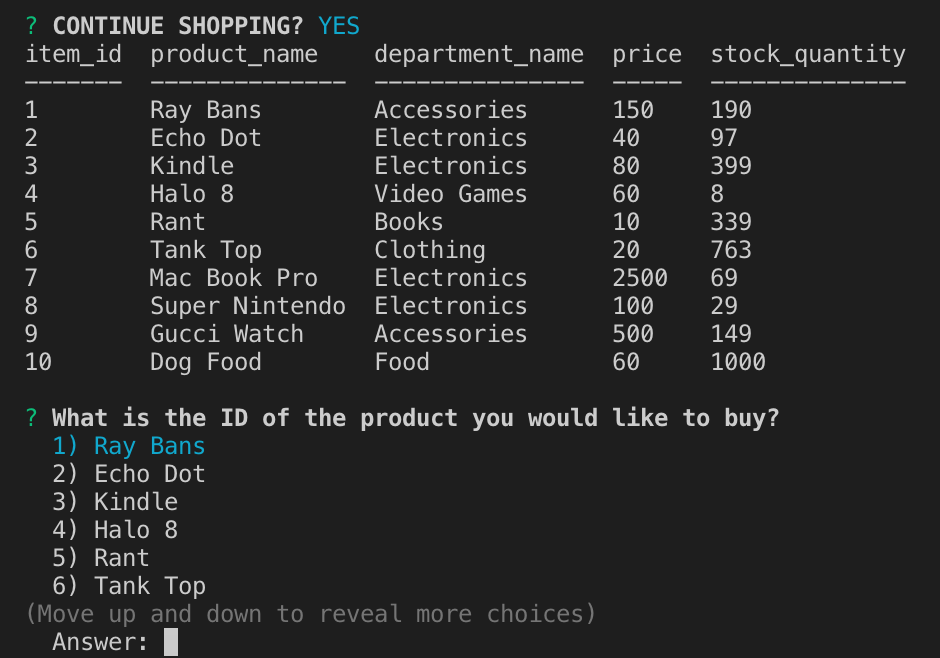 ? CONTINUE SHOPPING? YES
item_id  product_name    department_name  price  stock_quantity
-------  --------------  ---------------  -----  --------------
1        Ray Bans        Accessories      150    190
2        Echo Dot        Electronics      40     97
3        Kindle          Electronics      80     399
4        Halo 8          Video Games      60     8
5        Rant            Books            10     339
6        Tank Top        Clothing         20     763
7        Mac Book Pro    Electronics      2500   69
8        Super Nintendo  Electronics      100    29
9        Gucci Watch     Accessories      500    149
10       Dog Food        Food             60     1000
? What is the ID of the product you would like to buy?
  1) Ray Bans
  2) Echo Dot
  3) Kindle
  4) Halo 8
  5) Rant
  6) Tank Top
(Move up and down to reveal more choices)
  Answer: